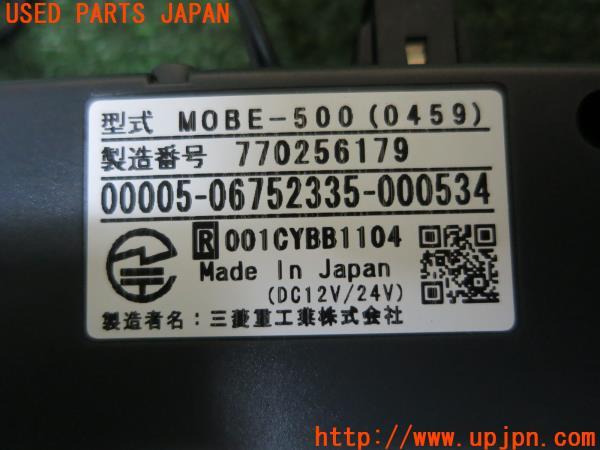 USED PARTS JAPAN
型式 MOBE-500(0459)
製造番号 770256179
00005-06752335-000534
R 001CYBB1104
Made In Japan
(DC12V/24V)
製造者名：三菱重工業株式会社
http://www.upjpn.com/